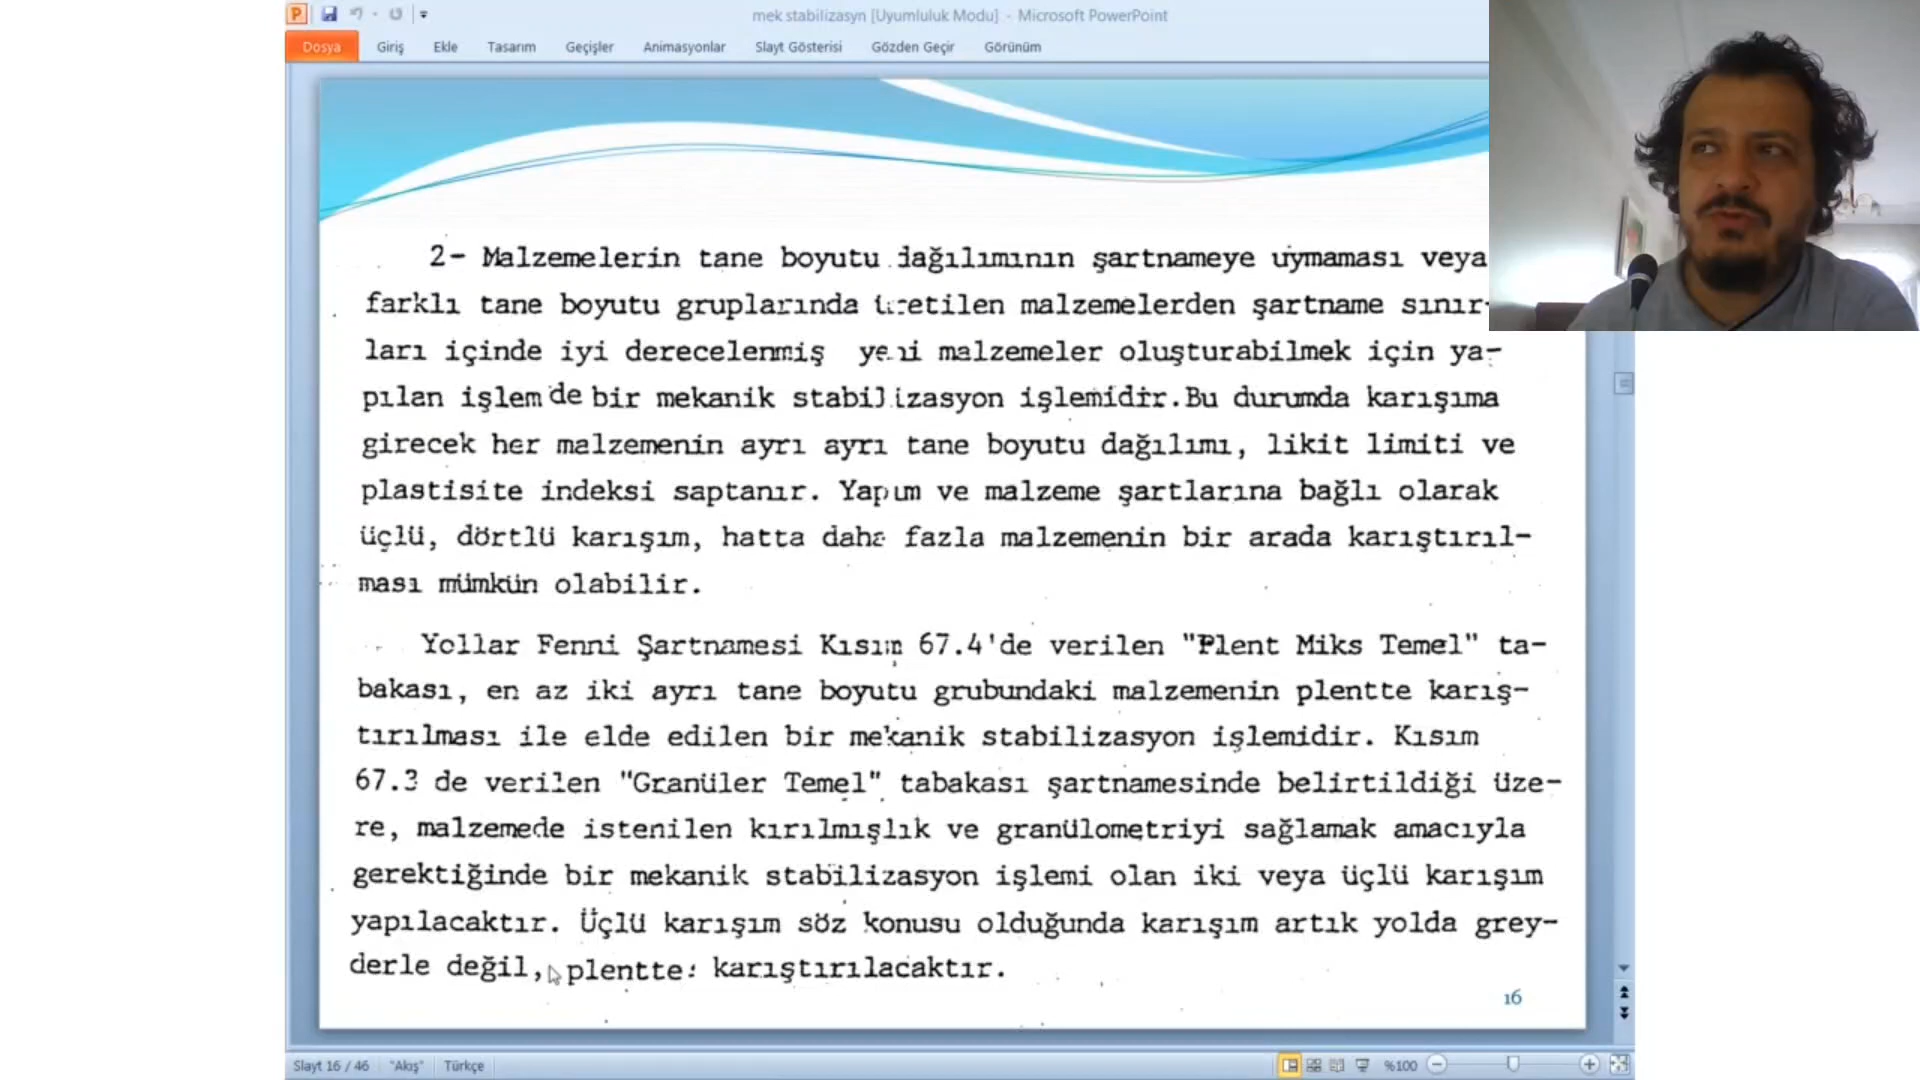 mek stabilizasyn [Uyumluluk Modu] - Microsoft PowerPoint
Dosya Giriş Ekle Tasarım Geçişler Animasyonlar Slayt Gösterisi Gözden Geçir Görünüm
2- Malzemelerin tane boyutu dağılımının şartnameye uymaması veya
farklı tane boyutu gruplarında üretilen malzemelerden şartname sınır-
ları içinde iyi derecelenmiş yeni malzemeler oluşturabilmek için ya-
pılan işlem de bir mekanik stabilizasyon işlemidir. Bu durumda karışıma
girecek her malzemenin ayrı ayrı tane boyutu dağılımı, likit limiti ve
plastisite indeksi saptanır. Yapım ve malzeme şartlarına bağlı olarak
üçlü, dörtlü karışım, hatta daha fazla malzemenin bir arada karıştırıl-
ması mümkün olabilir.
Yollar Fenni Şartnamesi Kısım 67.4'de verilen "Plent Miks Temel" ta-
bakası, en az iki ayrı tane boyutu grubundaki malzemenin plentte karış-
tırılması ile elde edilen bir mekanik stabilizasyon işlemidir. Kısım
67.3 de verilen "Granüler Temel" tabakası şartnamesinde belirtildiği üze-
re, malzemede istenilen kırılmışlık ve granülometriyi sağlamak amacıyla
gerektiğinde bir mekanik stabilizasyon işlemi olan iki veya üçlü karışım
yapılacaktır. Üçlü karışım söz konusu olduğunda karışım artık yolda grey-
derle değil, plentte karıştırılacaktır.
16
Slayt 16 / 46 "Akış" Türkçe %100